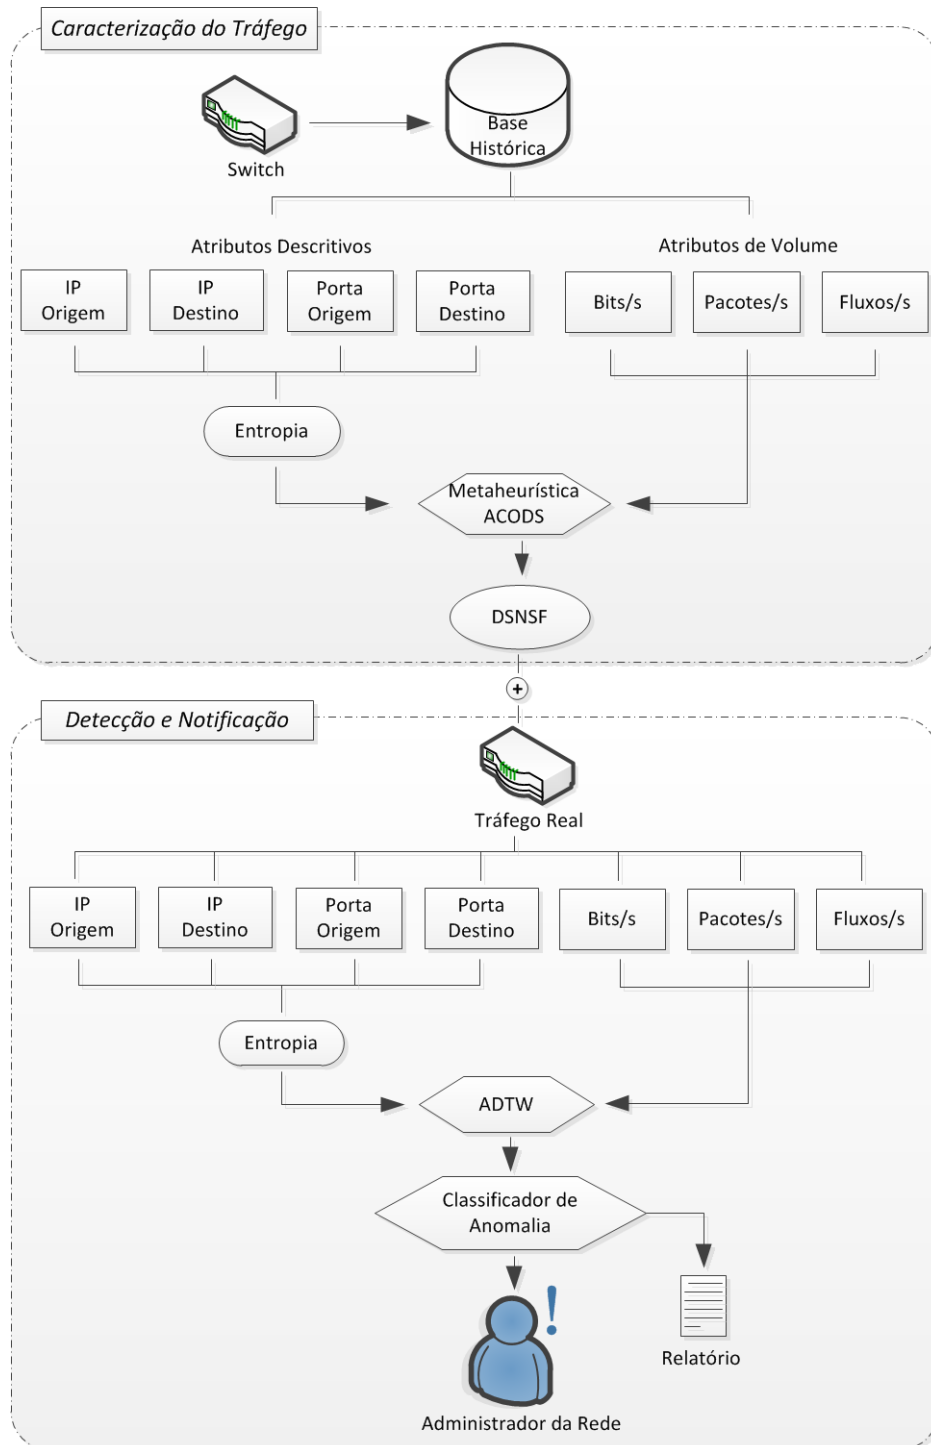 Caracterização do Tráfego
Base
Histórica
Switch
Atributos Descritivos
Atributos de Volume
IP
Origem
IP
Destino
Porta
Origem
Porta
Destino
Bits/s
Pacotes/s
Fluxos/s
Entropia
Metaheurística
ACODS
DSNSF
+
Detecção e Notificação
Tráfego Real
IP
Origem
IP
Destino
Porta
Origem
Porta
Destino
Bits/s
Pacotes/s
Fluxos/s
Entropia
ADTW
Classificador de
Anomalia
!
Relatório
Administrador da Rede